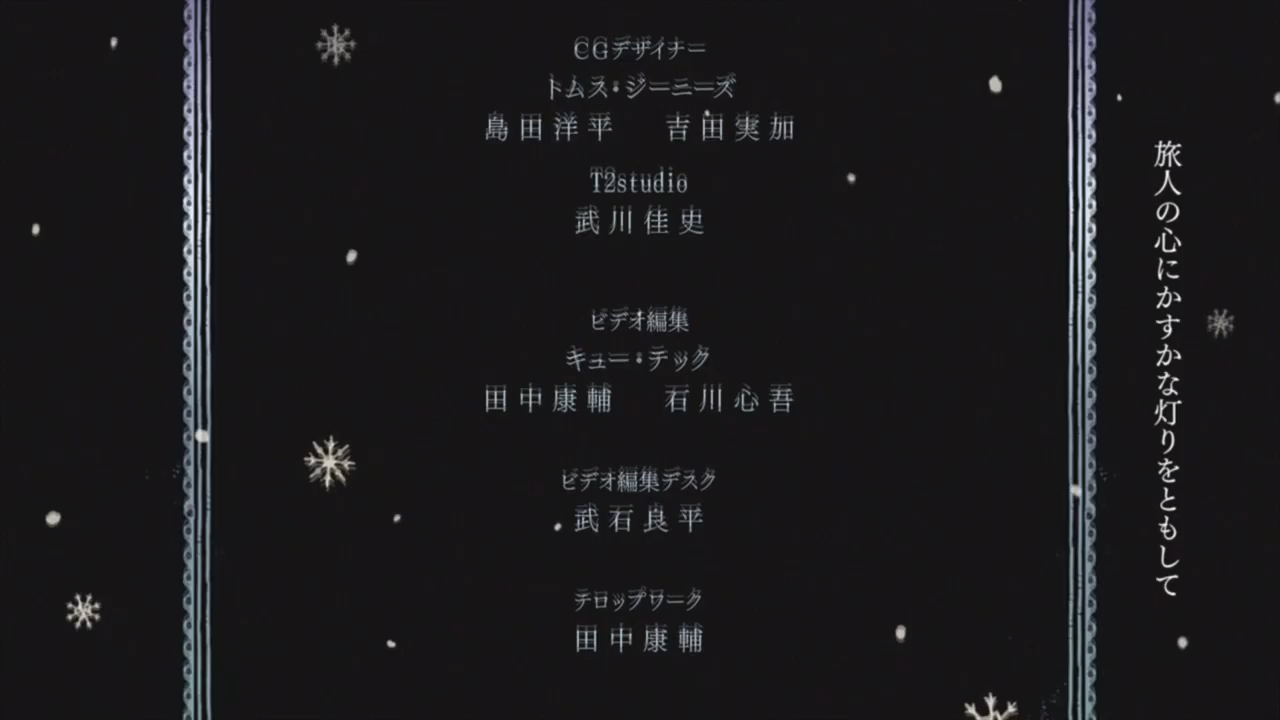 CGデザイナー
トムス・ジーニーズ
島田洋平　吉田実加
T2studio
武川佳史
ビデオ編集
キュー・テック
田中康輔　石川心吾
ビデオ編集デスク
武石良平
テロップワーク
田中康輔
旅人の心にかすかな灯りをともして